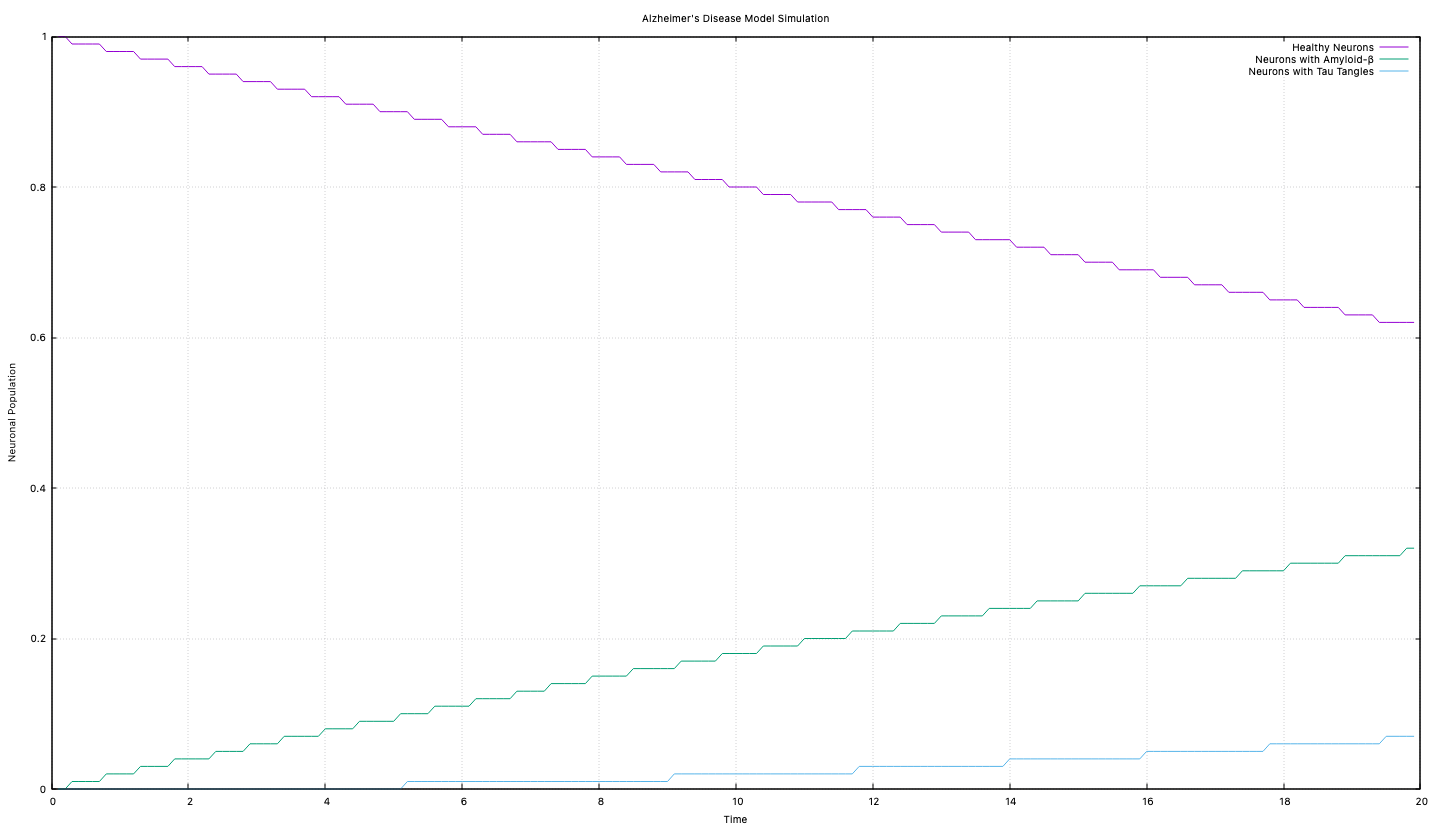 Alzheimer's Disease Model Simulation
Healthy Neurons
Neurons with Amyloid-β
Neurons with Tau Tangles
Neuronal Population
1
0.8
0.6
0.4
0.2
0
0 2 4 6 8 10 12 14 16 18 20
Time